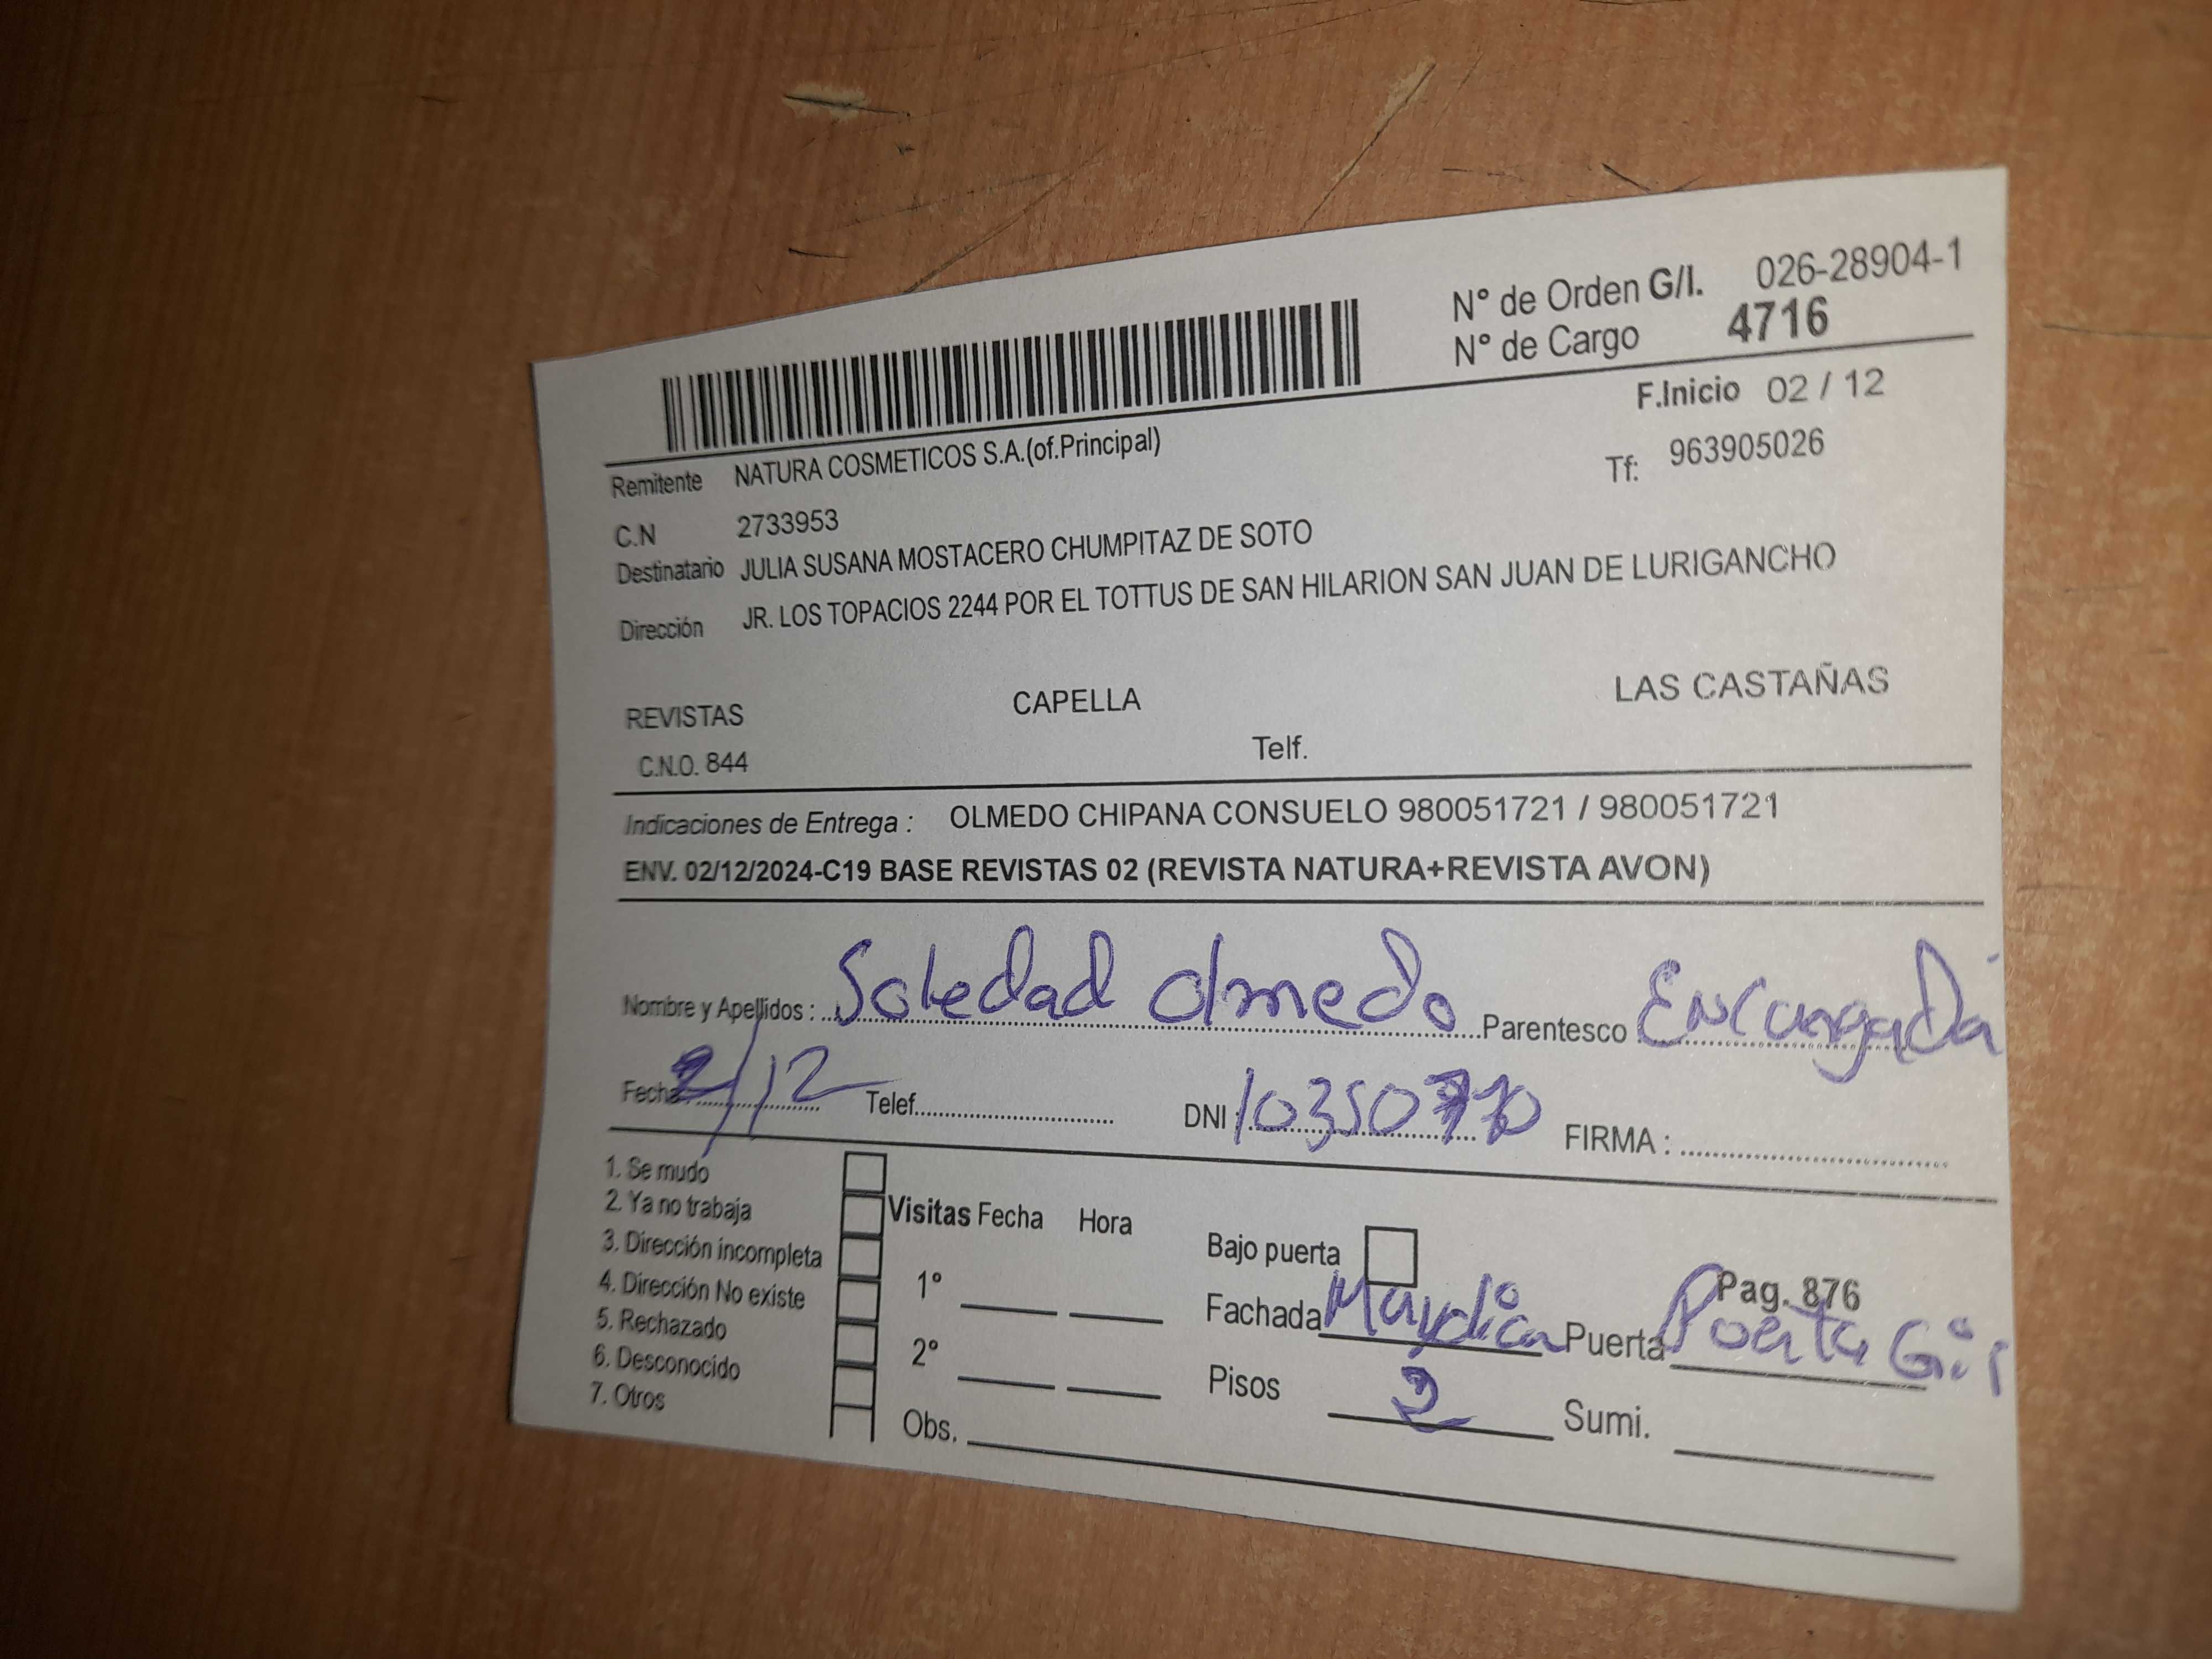 N° de Orden G/I. 026-28904-1
N° de Cargo 4716
F.Inicio 02 / 12
Remitente NATURA COSMETICOS S.A.(of.Principal)
Tf: 963905026
C.N 2733953
Destinatario JULIA SUSANA MOSTACERO CHUMPITAZ DE SOTO
Dirección JR. LOS TOPACIOS 2244 POR EL TOTTUS DE SAN HILARION SAN JUAN DE LURIGANCHO
REVISTAS CAPELLA LAS CASTAÑAS
C.N.O. 844 Telf.
Indicaciones de Entrega : OLMEDO CHIPANA CONSUELO 980051721 / 980051721
ENV. 02/12/2024-C19 BASE REVISTAS 02 (REVISTA NATURA+REVISTA AVON)
Nombre y Apellidos : Soledad Olmedo Parentesco Encargada
Fecha : 2/12 Telef. DNI : FIRMA :
1. Se mudo
2. Ya no trabaja
3. Dirección incompleta
4. Dirección No existe
5. Rechazado
6. Desconocido
7. Otros
Visitas Fecha Hora
1°
2°
Obs.
Bajo puerta
Pag. 876
Fachada Puerta Puerta
Pisos 2 Sumi.